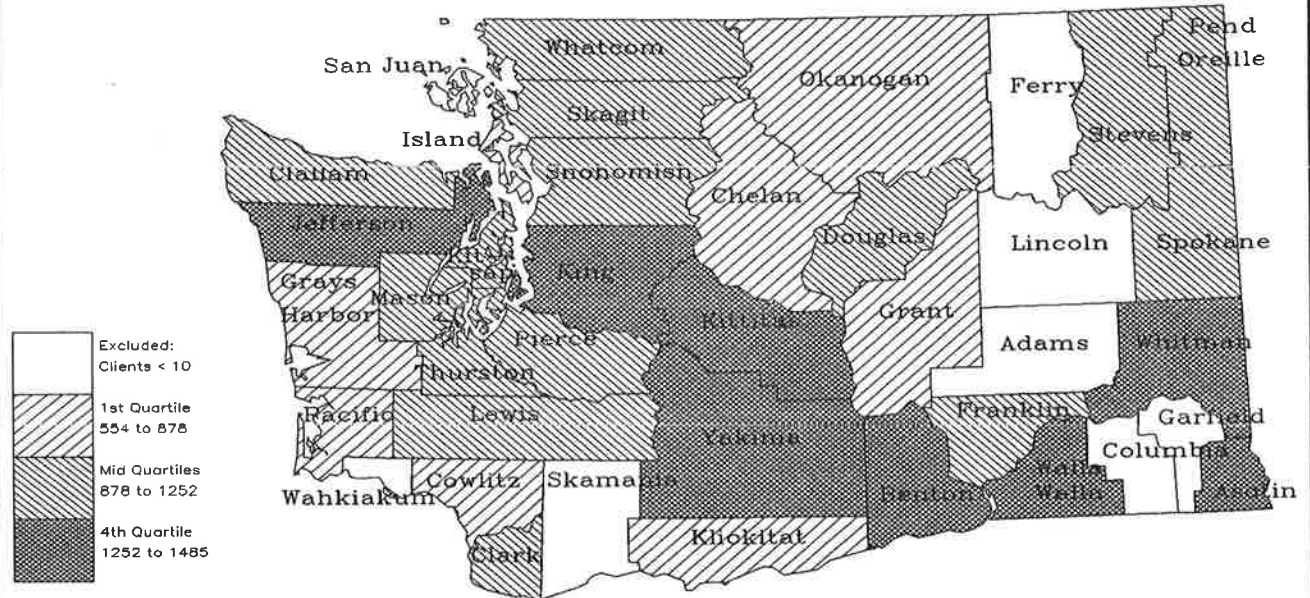 Whatcom
Pend
Oreille
San Juan
Okanogan
Ferry
Skagit
Stevens
Island
Clallam
Snohomish
Chelan
Jefferson
Douglas
Lincoln
Spokane
Kit
sap
King
Grays
Harbor
Mason
Kittitas
Grant
Pierce
Adams
Whitman
Thurston
Pacific
Lewis
Franklin
Garfield
Yakima
Columbia
Walla
Walla
Wahkiakum
Cowlitz
Skamania
Benton
Asotin
Klickitat
Clark
Excluded:
Clients < 10
1st Quartile
554 to 878
Mid Quartiles
878 to 1252
4th Quartile
1252 to 1485